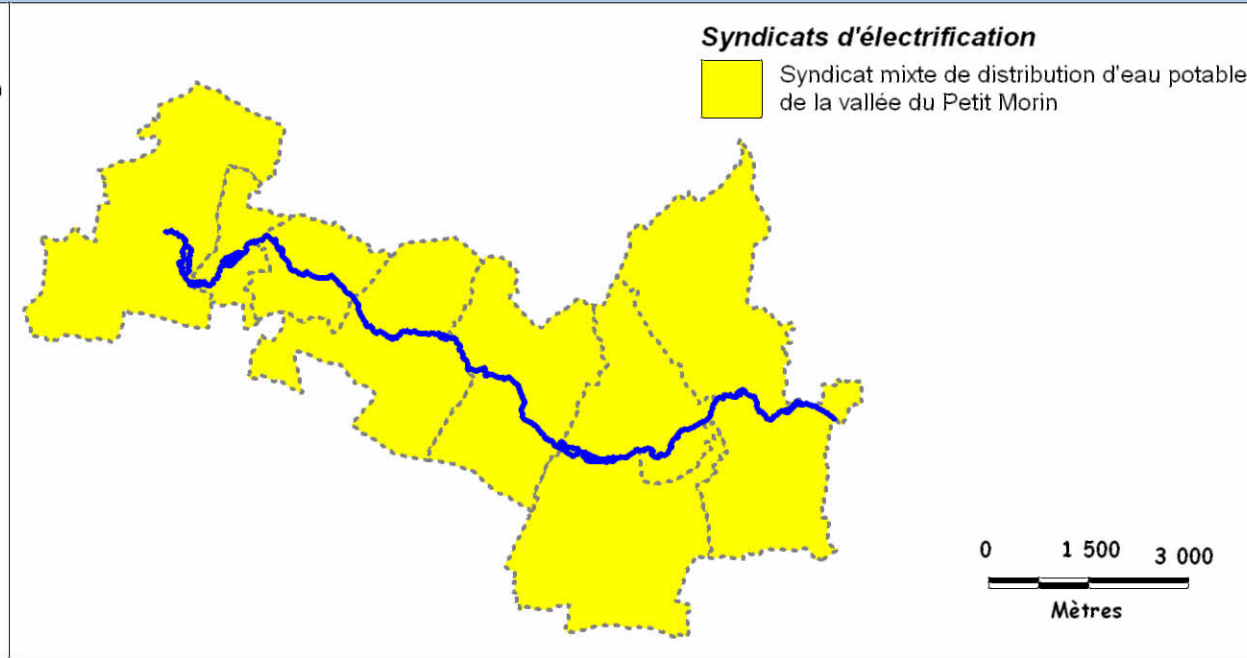 Syndicats d'électrification
Syndicat mixte de distribution d'eau potable
de la vallée du Petit Morin
0 1 500 3 000
Mètres